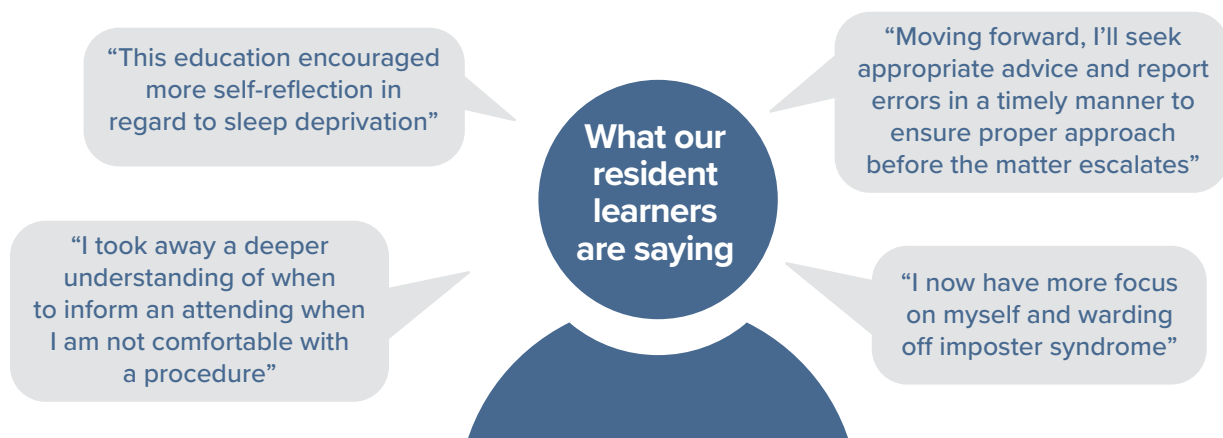 “This education encouraged
more self-reflection in
regard to sleep deprivation”
“Moving forward, I’ll seek
appropriate advice and report
errors in a timely manner to
ensure proper approach
before the matter escalates”
What our
resident
learners
are saying
“I took away a deeper
understanding of when
to inform an attending when
I am not comfortable with
a procedure”
“I now have more focus
on myself and warding
off imposter syndrome”